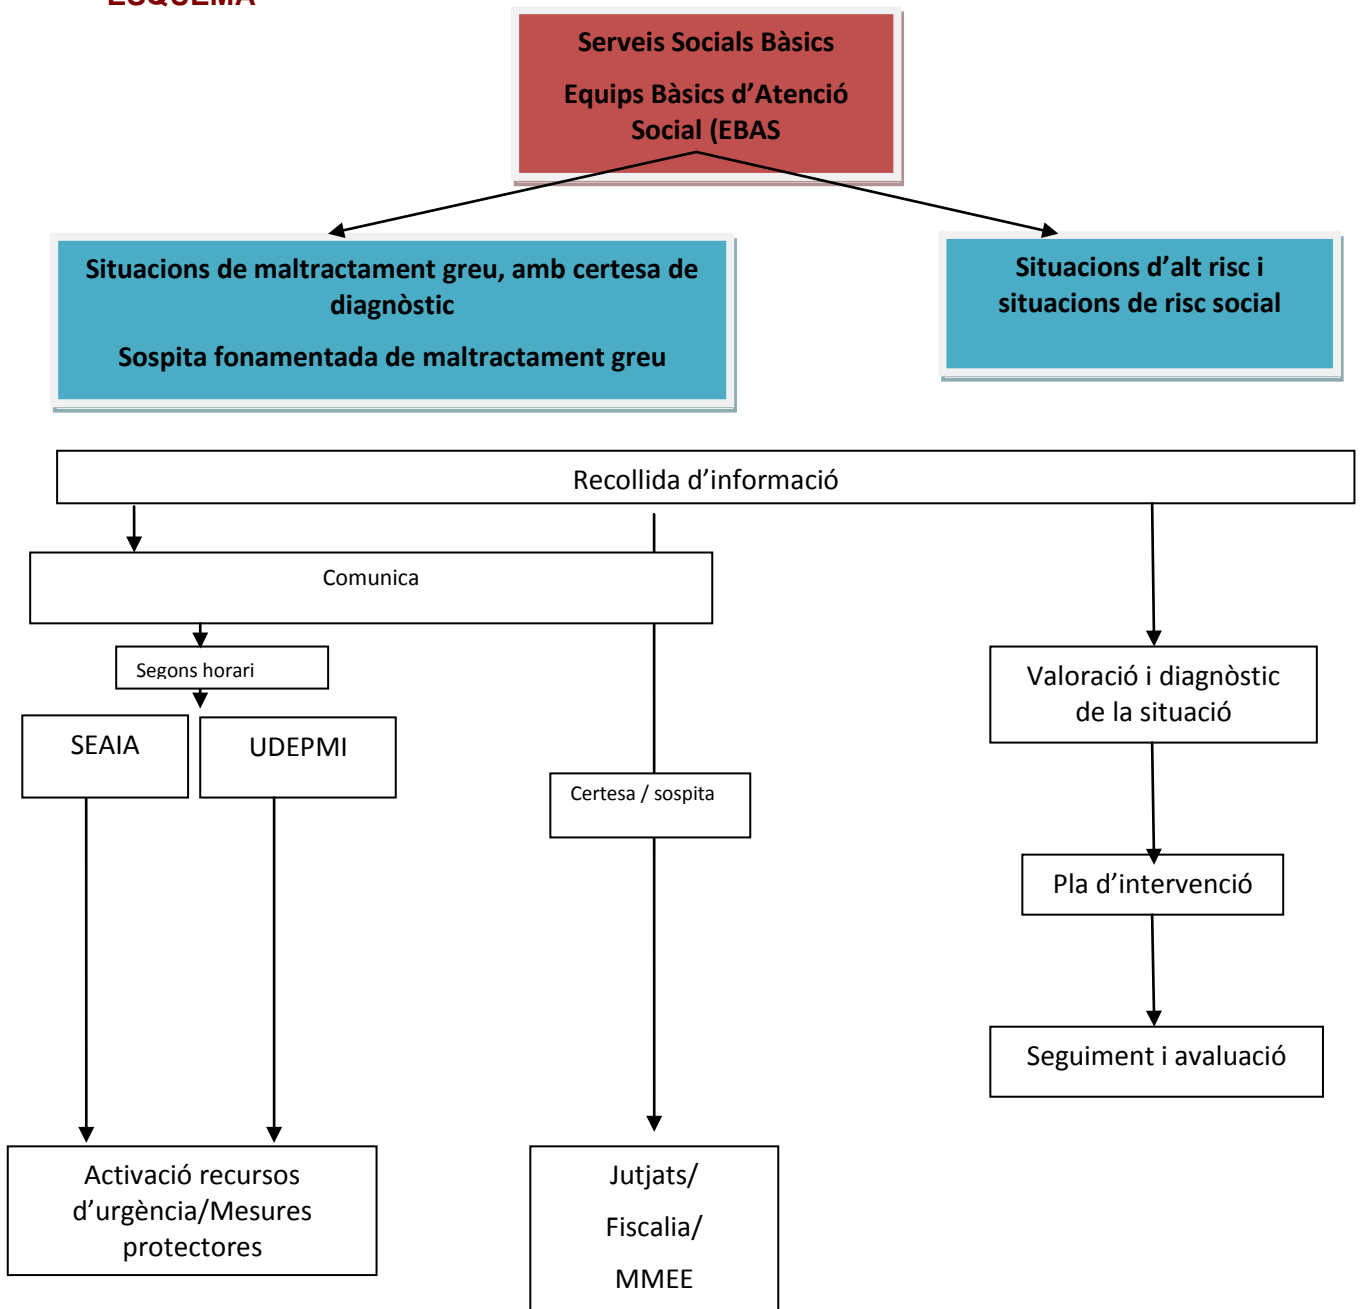 ESQUEMA
Serveis Socials Bàsics
Equips Bàsics d’Atenció
Social (EBAS
Situacions de maltractament greu, amb certesa de
diagnòstic
Sospita fonamentada de maltractament greu
Situacions d’alt risc i
situacions de risc social
Recollida d’informació
Comunica
Segons horari
SEAIA
UDEPMI
Valoració i diagnòstic
de la situació
Certesa / sospita
Pla d’intervenció
Seguiment i avaluació
Activació recursos
d’urgència/Mesures
protectores
Jutjats/
Fiscalia/
MMEE